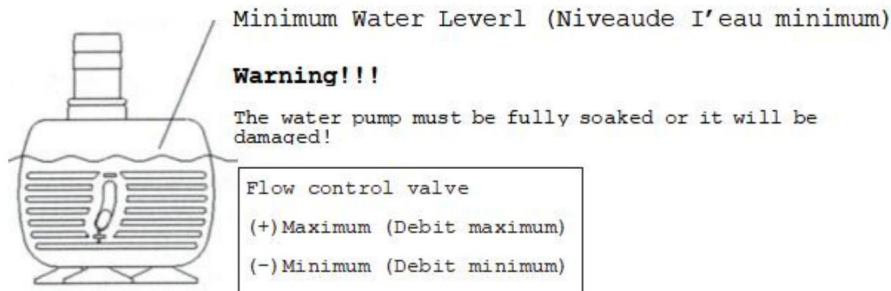 Minimum Water Leverl (Niveaude I'eau minimum)
Warning!!!
The water pump must be fully soaked or it will be
damaged!
Flow control valve
(+)Maximum (Debit maximum)
(-)Minimum (Debit minimum)